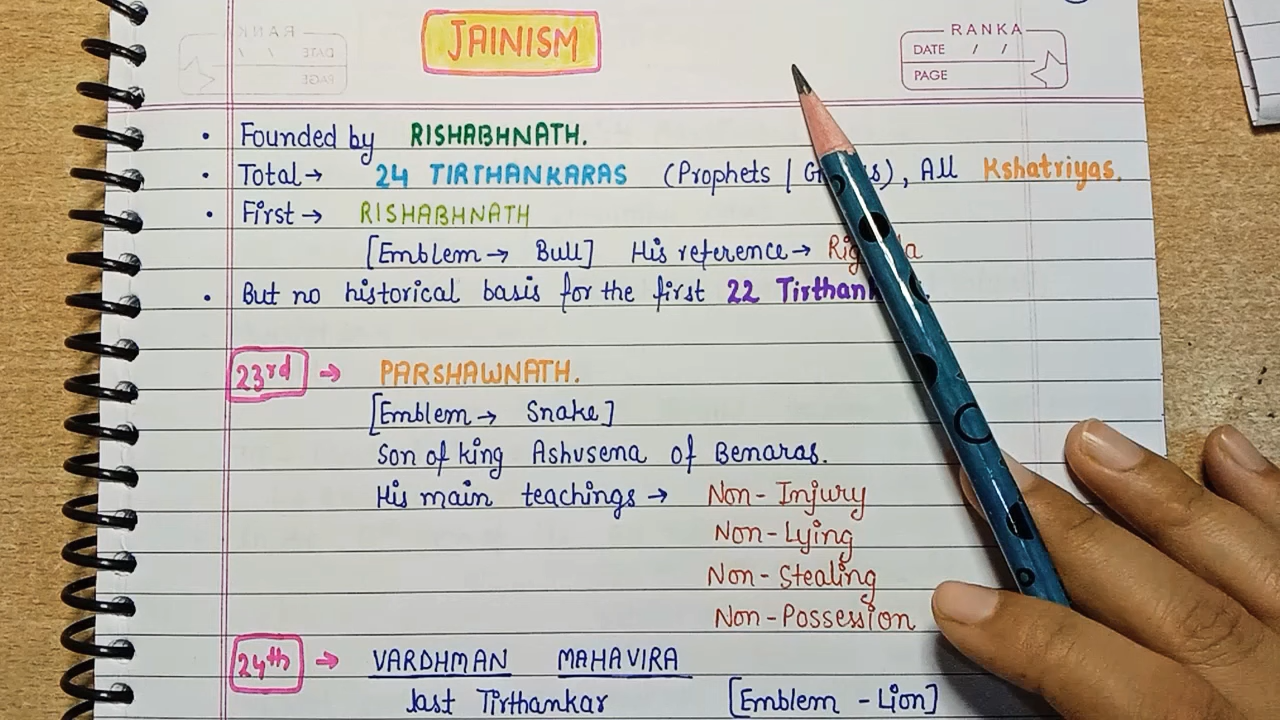 JAINISM
RANKA
DATE / /
PAGE
• Founded by RISHABHNATH.
• Total → 24 TIRTHANKARAS (Prophets / ), All Kshatriyas.
• First → RISHABHNATH
[Emblem → Bull] His reference →
• But no historical basis for the first 22
23rd → PARSHAWNATH.
[Emblem → Snake]
Son of king Ashvsena of Benaras.
His main teachings → Non-Injury
Non-Lying
Non-Stealing
Non-Possession
24th → VARDHMAN MAHAVIRA
last Tirthankar [Emblem - Lion]